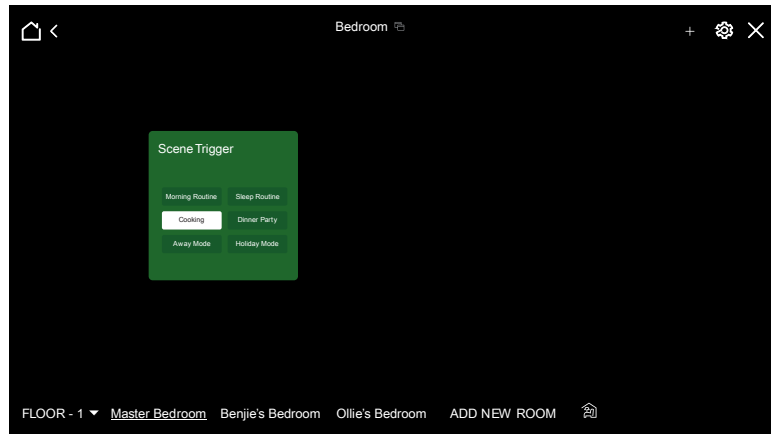 Bedroom
Scene Trigger
Morning Routine Sleep Routine
Cooking Dinner Party
Away Mode Holiday Mode
FLOOR - 1 Master Bedroom Benjie's Bedroom Ollie's Bedroom ADD NEW ROOM